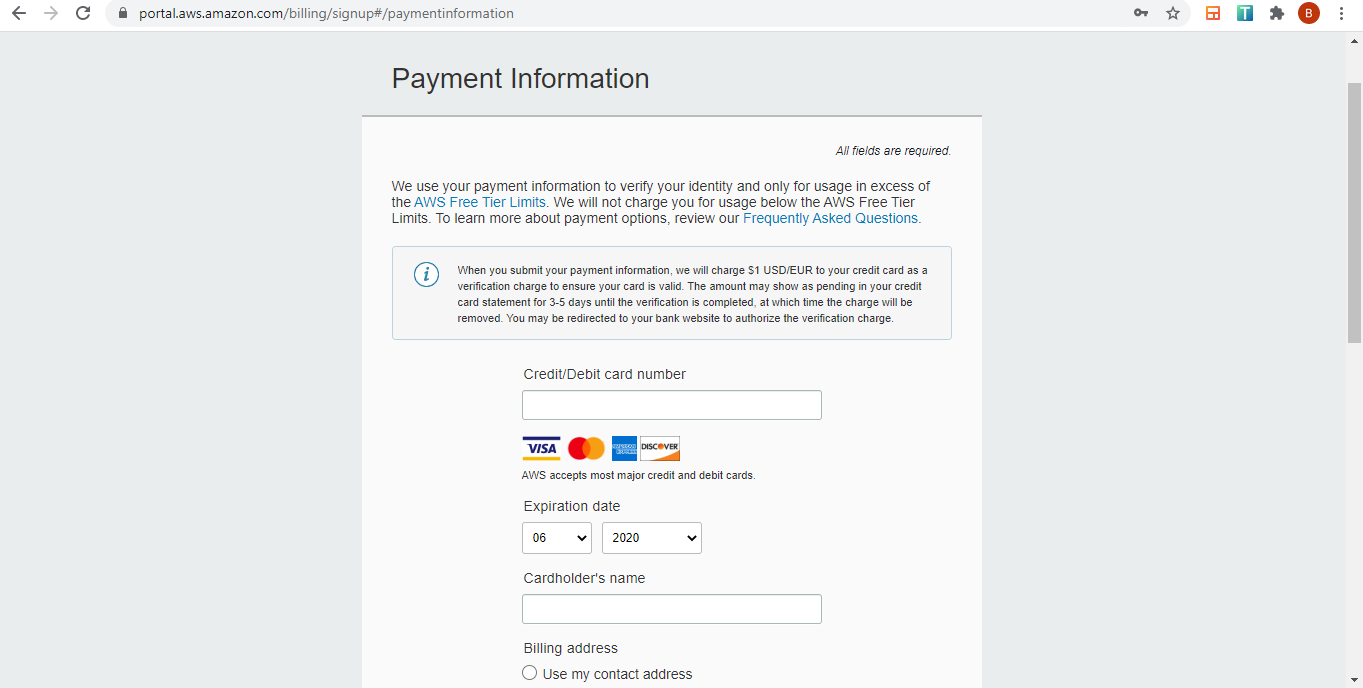 portal.aws.amazon.com/billing/signup#/paymentinformation
B
Payment Information
All fields are required.
We use your payment information to verify your identity and only for usage in excess of
the AWS Free Tier Limits. We will not charge you for usage below the AWS Free Tier
Limits. To learn more about payment options, review our Frequently Asked Questions.
i
When you submit your payment information, we will charge $1 USD/EUR to your credit card as a
verification charge to ensure your card is valid. The amount may show as pending in your credit
card statement for 3-5 days until the verification is completed, at which time the charge will be
removed. You may be redirected to your bank website to authorize the verification charge.
Credit/Debit card number
VISA AMERICAN EXPRESS DISCOVER
AWS accepts most major credit and debit cards.
Expiration date
06 2020
Cardholder's name
Billing address
Use my contact address